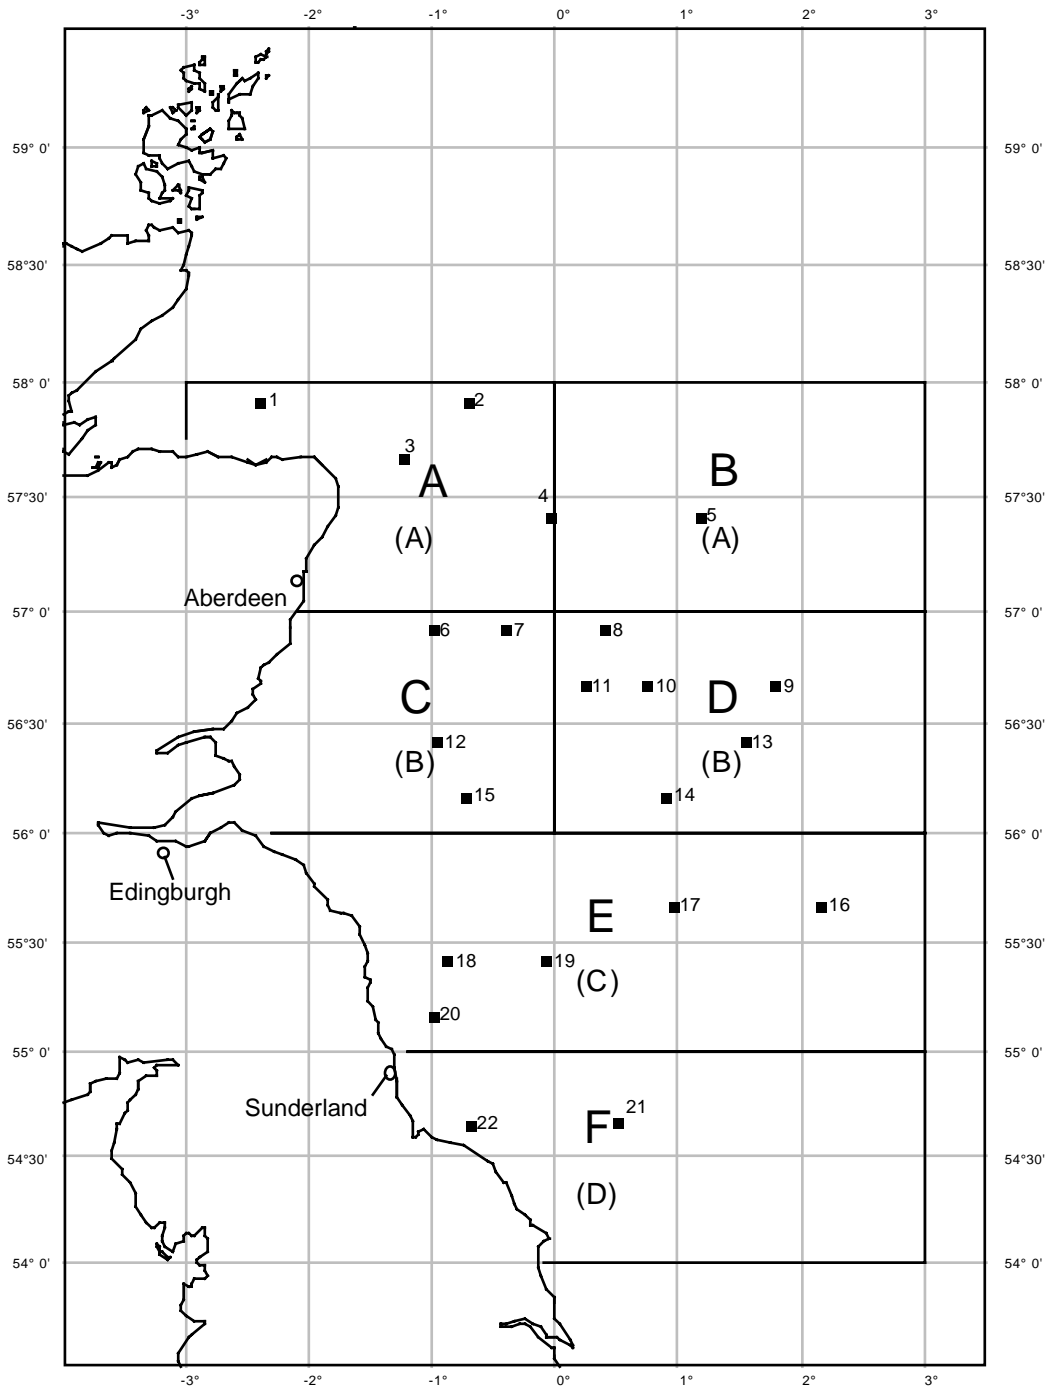 -3° -2° -1° 0° 1° 2° 3°
59° 0' 59° 0'
58°30' 58°30'
58° 0' 58° 0'
1 2
3
A B
57°30' 4 57°30'
5
(A) (A)
Aberdeen
57° 0' 57° 0'
6 7 8
11 10 9
C D
56°30' 56°30'
12 13
(B) (B)
15 14
56° 0' 56° 0'
Edingburgh
17 16
E
55°30' 55°30'
18 19
(C)
20
55° 0' 55° 0'
Sunderland 21
22 F
54°30' 54°30'
(D)
54° 0' 54° 0'
-3° -2° -1° 0° 1° 2° 3°